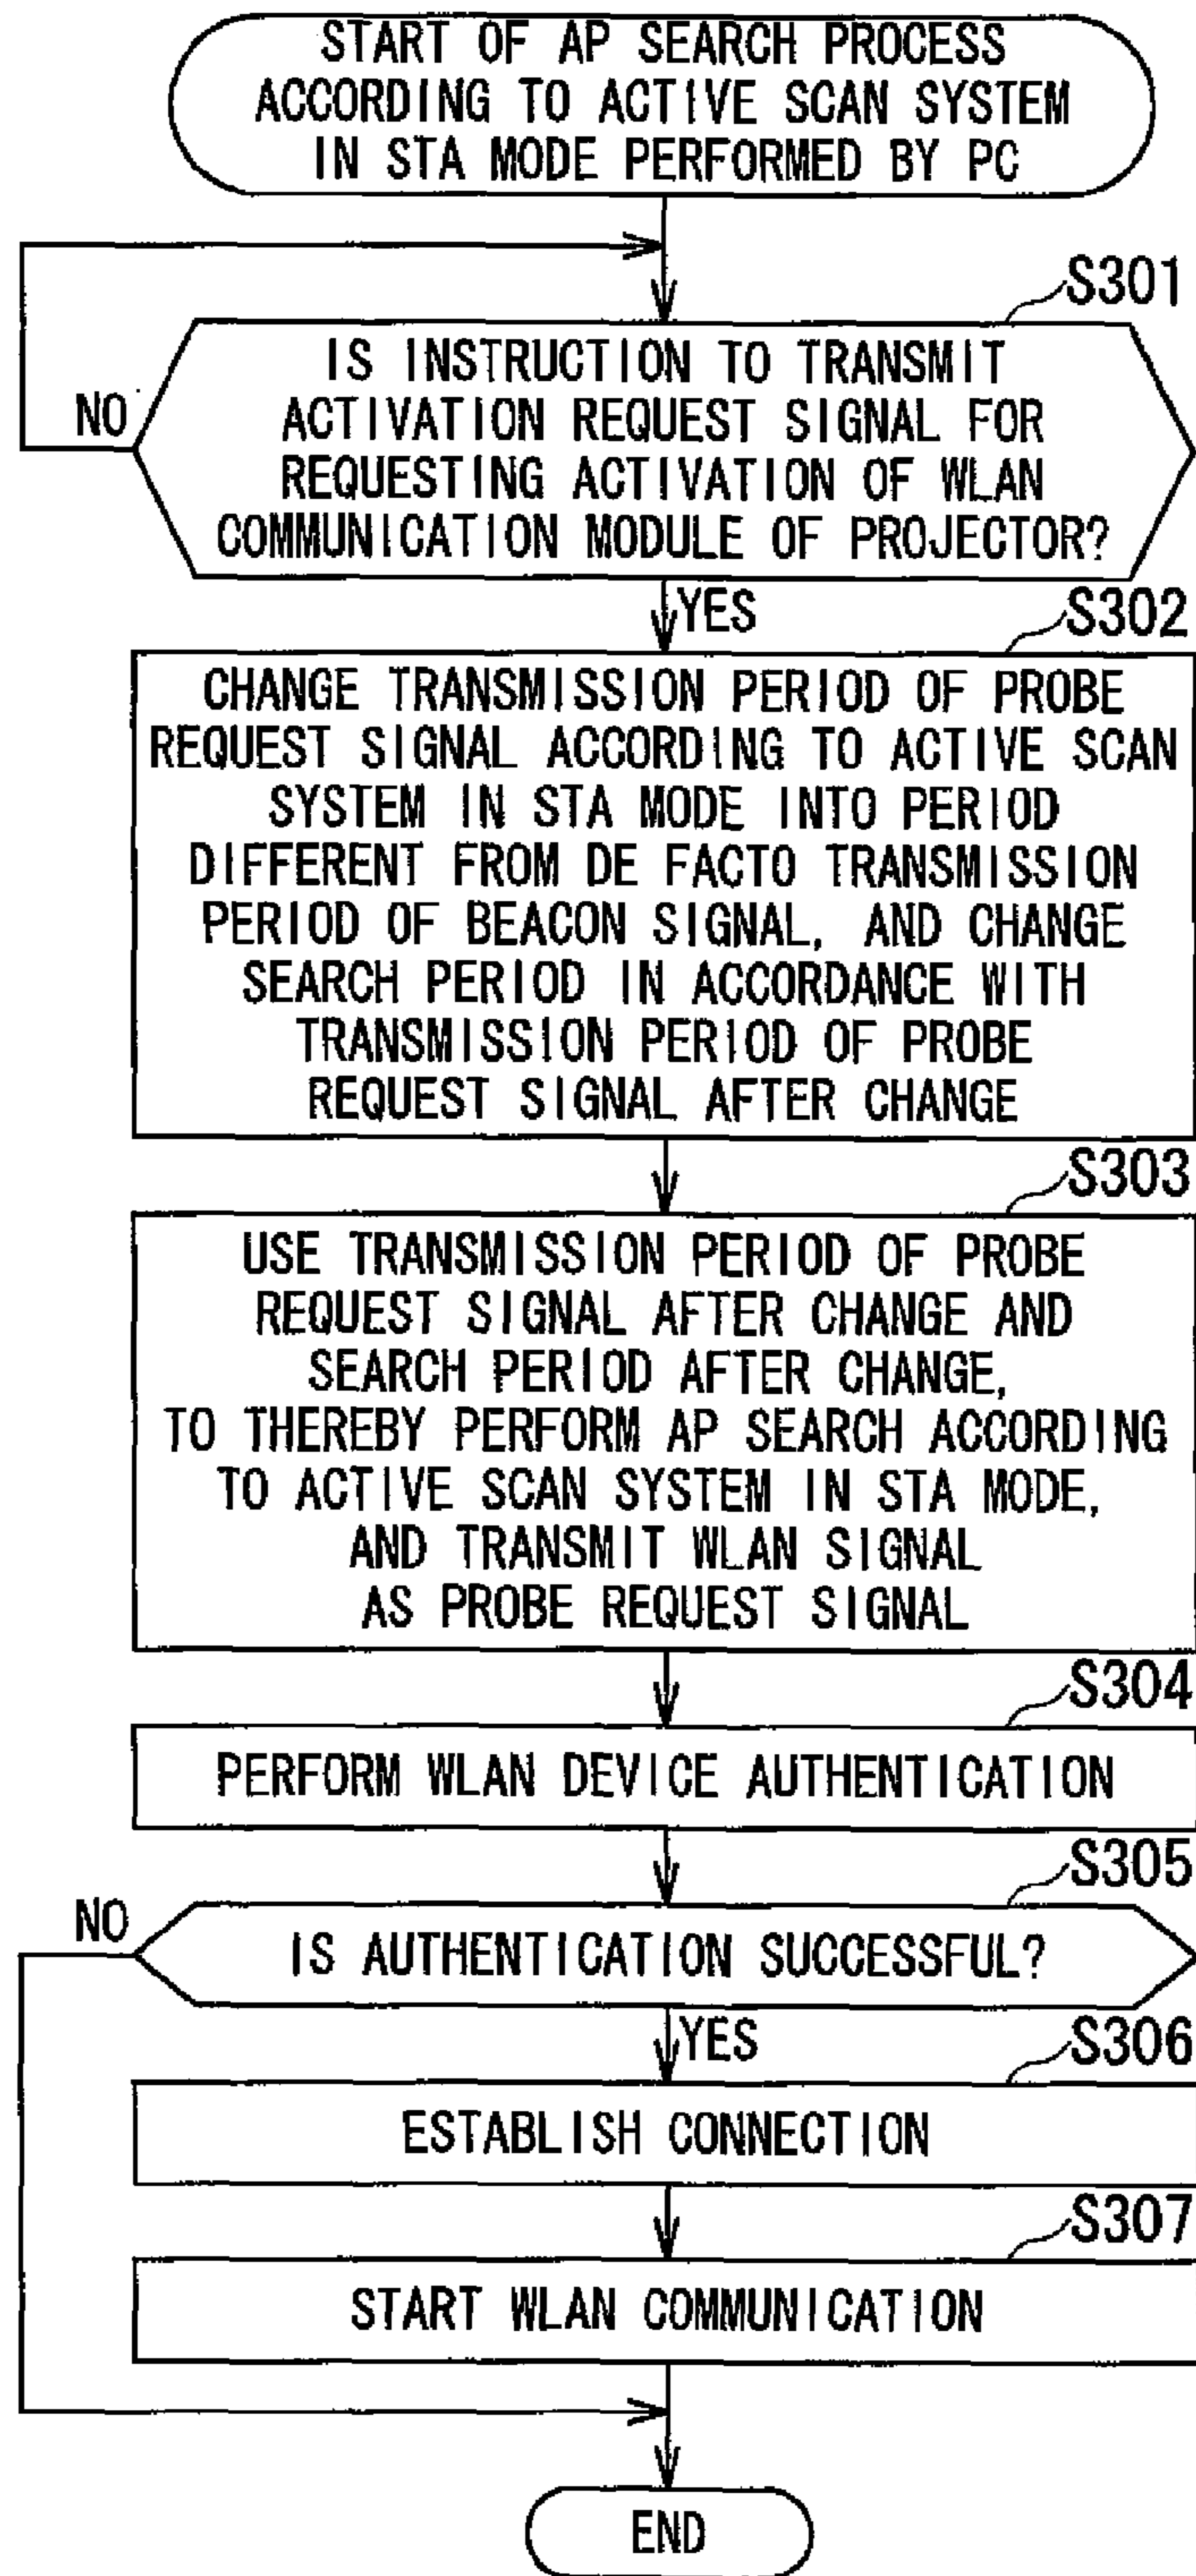 START OF AP SEARCH PROCESS
ACCORDING TO ACTIVE SCAN SYSTEM
IN STA MODE PERFORMED BY PC
S301
IS INSTRUCTION TO TRANSMIT
ACTIVATION REQUEST SIGNAL FOR
REQUESTING ACTIVATION OF WLAN
COMMUNICATION MODULE OF PROJECTOR?
NO
YES
S302
CHANGE TRANSMISSION PERIOD OF PROBE
REQUEST SIGNAL ACCORDING TO ACTIVE SCAN
SYSTEM IN STA MODE INTO PERIOD
DIFFERENT FROM DE FACTO TRANSMISSION
PERIOD OF BEACON SIGNAL, AND CHANGE
SEARCH PERIOD IN ACCORDANCE WITH
TRANSMISSION PERIOD OF PROBE
REQUEST SIGNAL AFTER CHANGE
S303
USE TRANSMISSION PERIOD OF PROBE
REQUEST SIGNAL AFTER CHANGE AND
SEARCH PERIOD AFTER CHANGE,
TO THEREBY PERFORM AP SEARCH ACCORDING
TO ACTIVE SCAN SYSTEM IN STA MODE,
AND TRANSMIT WLAN SIGNAL
AS PROBE REQUEST SIGNAL
S304
PERFORM WLAN DEVICE AUTHENTICATION
S305
NO
IS AUTHENTICATION SUCCESSFUL?
YES
S306
ESTABLISH CONNECTION
S307
START WLAN COMMUNICATION
END